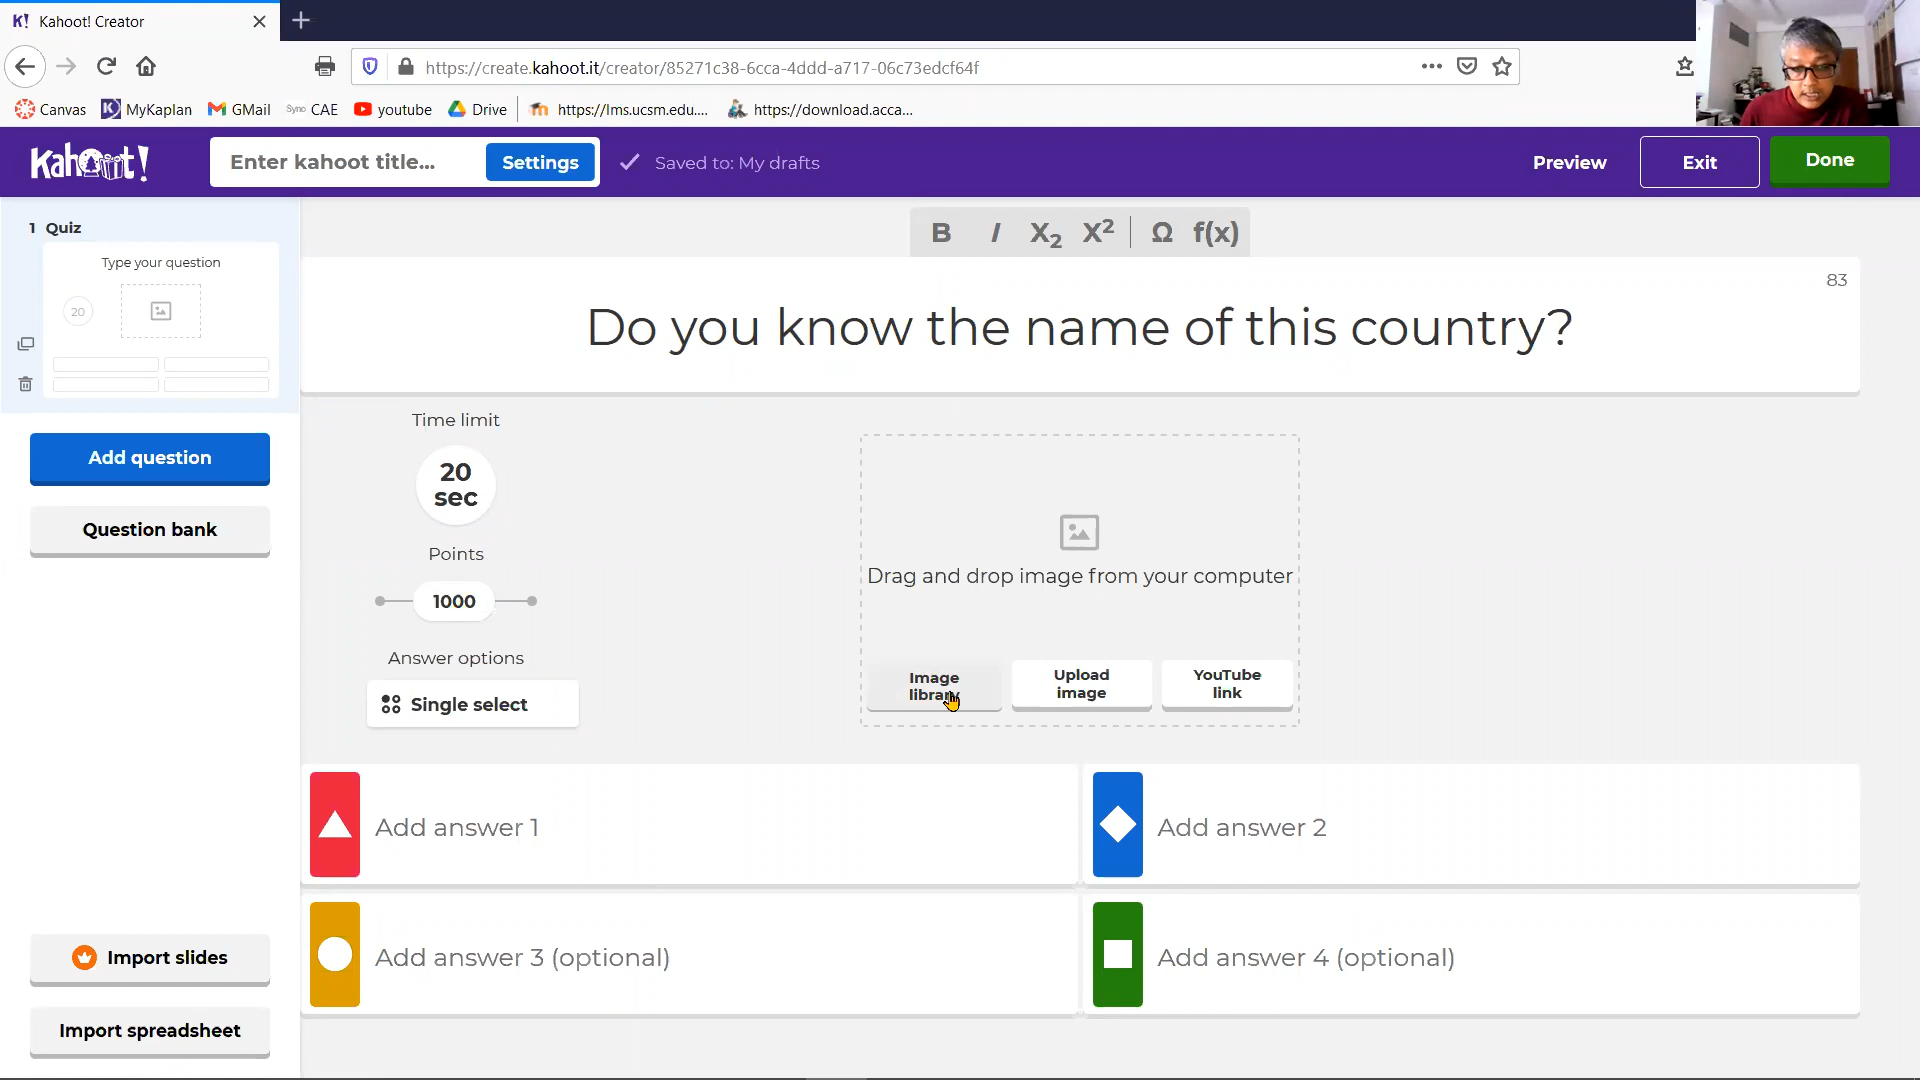 K! Kahoot! Creator
https://create.kahoot.it/creator/85271c38-6cca-4ddd-a717-06c73edcf64f
Canvas MyKaplan GMail Syno CAE youtube Drive https://lms.ucsm.edu.... https://download.acca...
Kahoot! Enter kahoot title... Settings Saved to: My drafts Preview Exit Done
1 Quiz
Type your question
20
Add question
Question bank
Import slides
Import spreadsheet
B I X2 X2 Ω f(x)
83
Do you know the name of this country?
Time limit
20
sec
Points
1000
Answer options
Single select
Drag and drop image from your computer
Image
library
Upload
image
YouTube
link
Add answer 1
Add answer 2
Add answer 3 (optional)
Add answer 4 (optional)